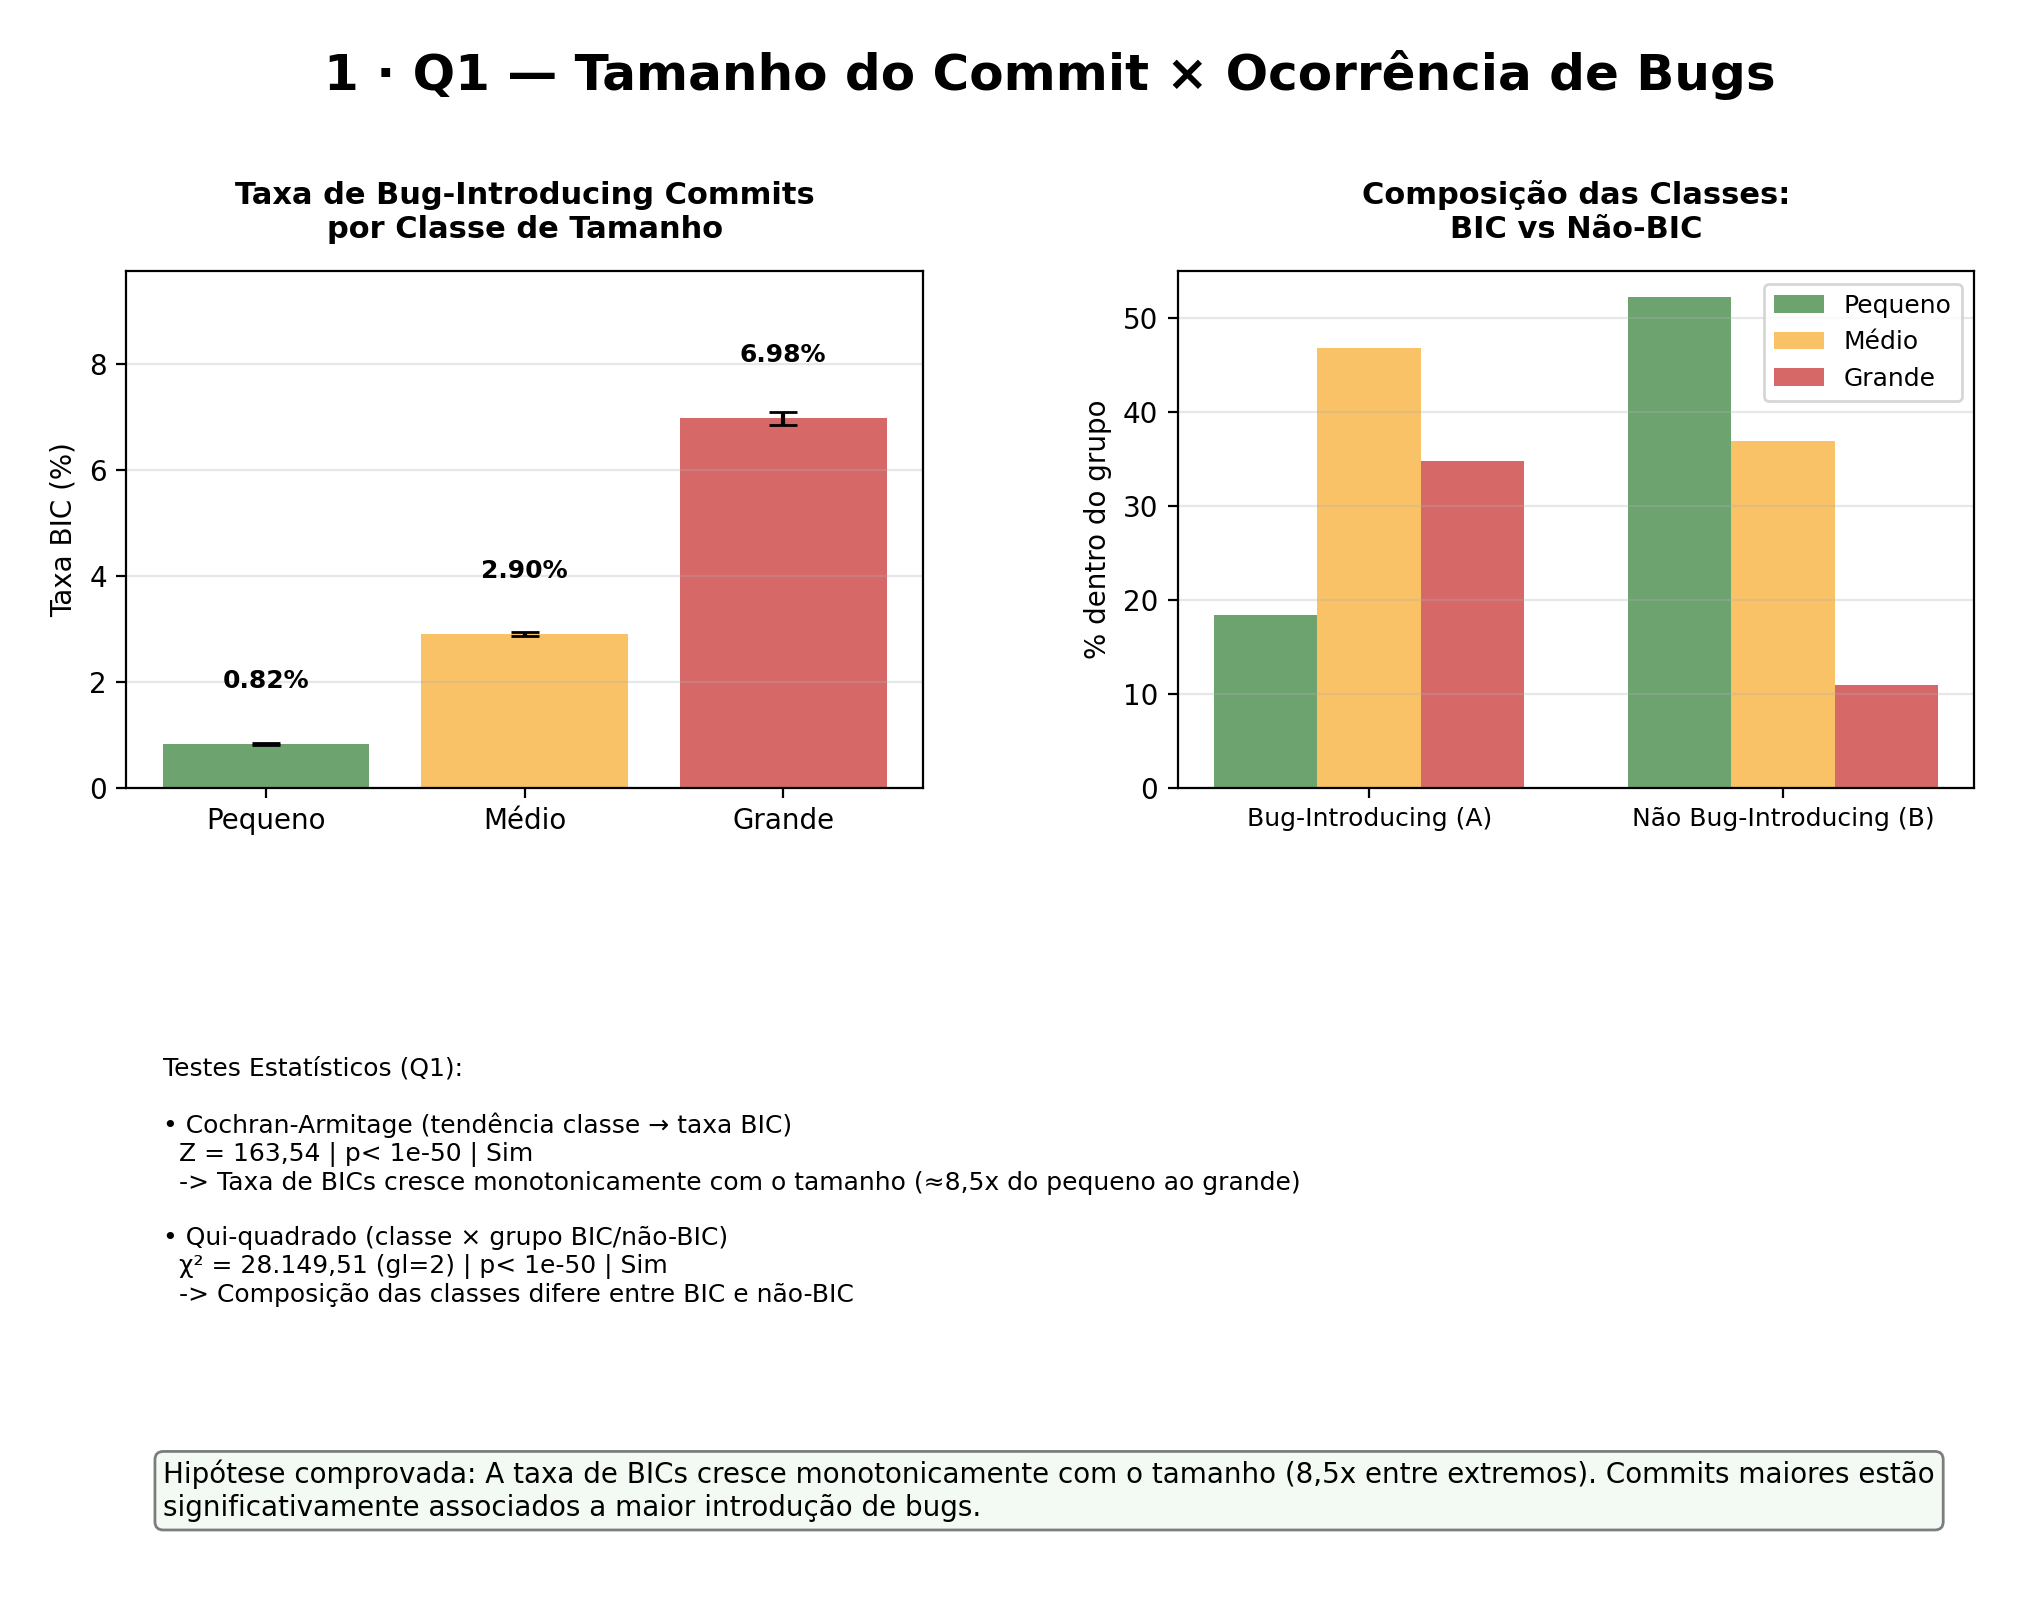 1 · Q1 — Tamanho do Commit × Ocorrência de Bugs
Taxa de Bug-Introducing Commits
por Classe de Tamanho
Taxa BIC (%)
8
6
4
2
0
0.82%
2.90%
6.98%
Pequeno
Médio
Grande
Composição das Classes:
BIC vs Não-BIC
% dentro do grupo
50
40
30
20
10
0
Pequeno
Médio
Grande
Bug-Introducing (A)
Não Bug-Introducing (B)
Testes Estatísticos (Q1):
• Cochran-Armitage (tendência classe → taxa BIC)
Z = 163,54 | p< 1e-50 | Sim
-> Taxa de BICs cresce monotonicamente com o tamanho (≈8,5x do pequeno ao grande)
• Qui-quadrado (classe × grupo BIC/não-BIC)
χ² = 28.149,51 (gl=2) | p< 1e-50 | Sim
-> Composição das classes difere entre BIC e não-BIC
Hipótese comprovada: A taxa de BICs cresce monotonicamente com o tamanho (8,5x entre extremos). Commits maiores estão
significativamente associados a maior introdução de bugs.